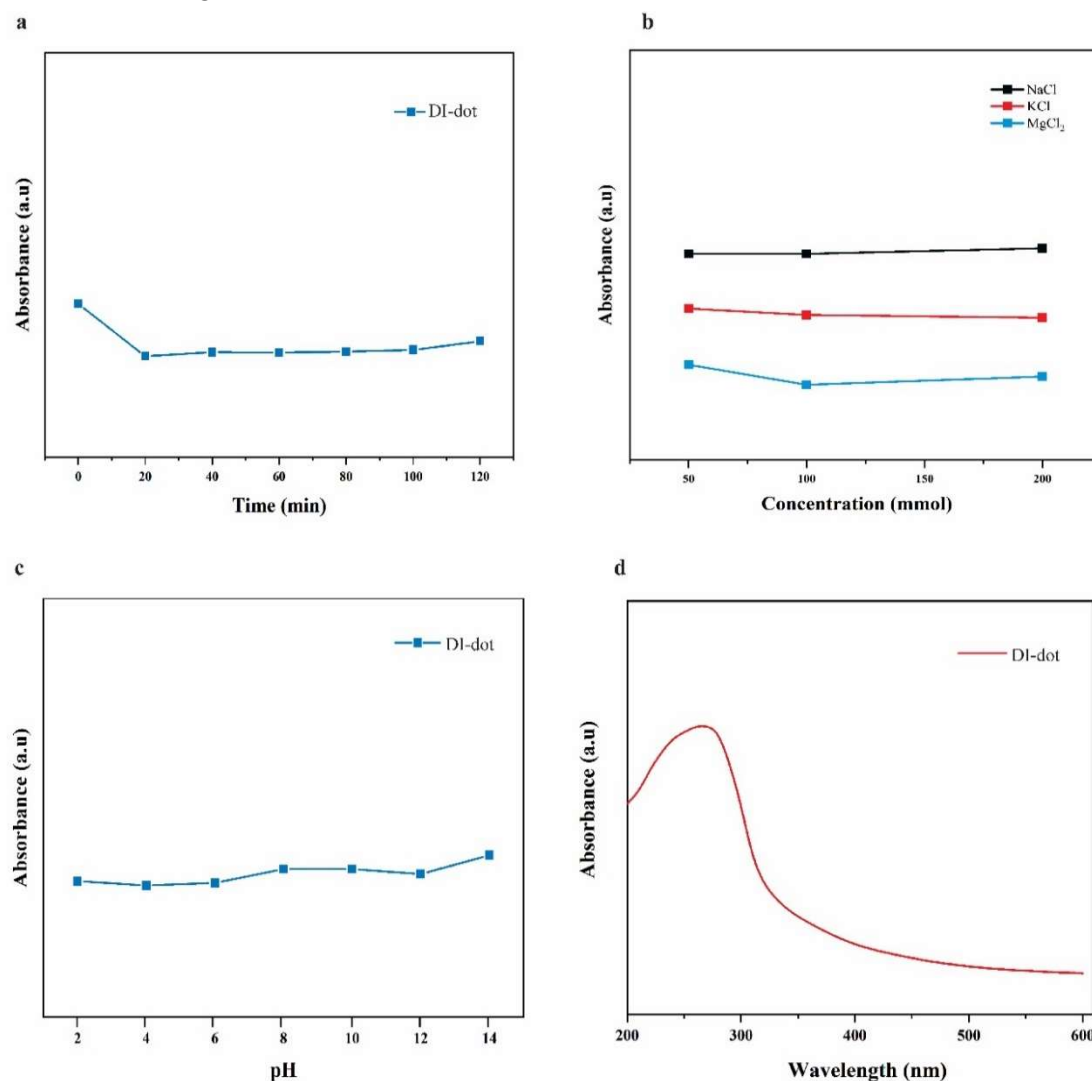 a
DI-dot
Absorbance (a.u)
0 20 40 60 80 100 120
Time (min)
b
NaCl
KCl
MgCl₂
Absorbance (a.u)
50 100 150 200
Concentration (mmol)
c
DI-dot
Absorbance (a.u)
2 4 6 8 10 12 14
pH
d
DI-dot
Absorbance (a.u)
200 300 400 500 600
Wavelength (nm)